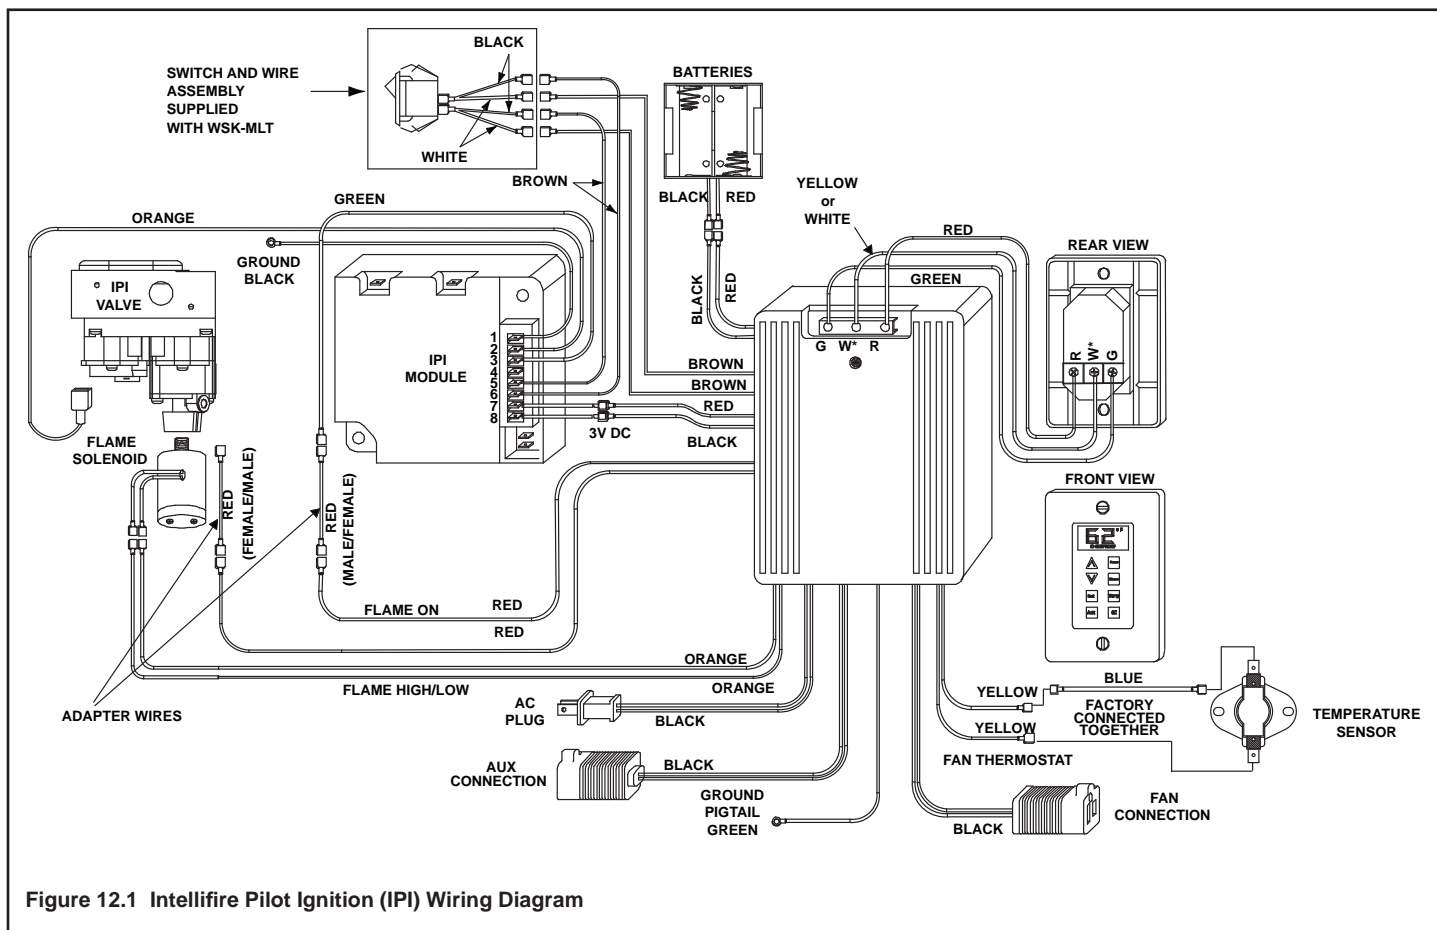 BLACK
SWITCH AND WIRE
ASSEMBLY
SUPPLIED
WITH WSK-MLT
WHITE
BATTERIES
BROWN
BLACK
RED
YELLOW
or
WHITE
RED
REAR VIEW
GREEN
ORANGE
GROUND
BLACK
IPI
VALVE
BLACK
RED
GREEN
G W* R
R
W*
G
1
2
3
4
5
6
7
8
IPI
MODULE
BROWN
BROWN
RED
3V DC
BLACK
FLAME
SOLENOID
RED
(FEMALE/MALE)
RED
(MALE/FEMALE)
FRONT VIEW
62°F
FLAME ON
RED
RED
ORANGE
FLAME HIGH/LOW
ORANGE
ADAPTER WIRES
AC
PLUG
BLACK
YELLOW
BLUE
FACTORY
CONNECTED
TOGETHER
YELLOW
TEMPERATURE
SENSOR
FAN THERMOSTAT
AUX
CONNECTION
BLACK
GROUND
PIGTAIL
GREEN
BLACK
FAN
CONNECTION
Figure 12.1 Intellifire Pilot Ignition (IPI) Wiring Diagram